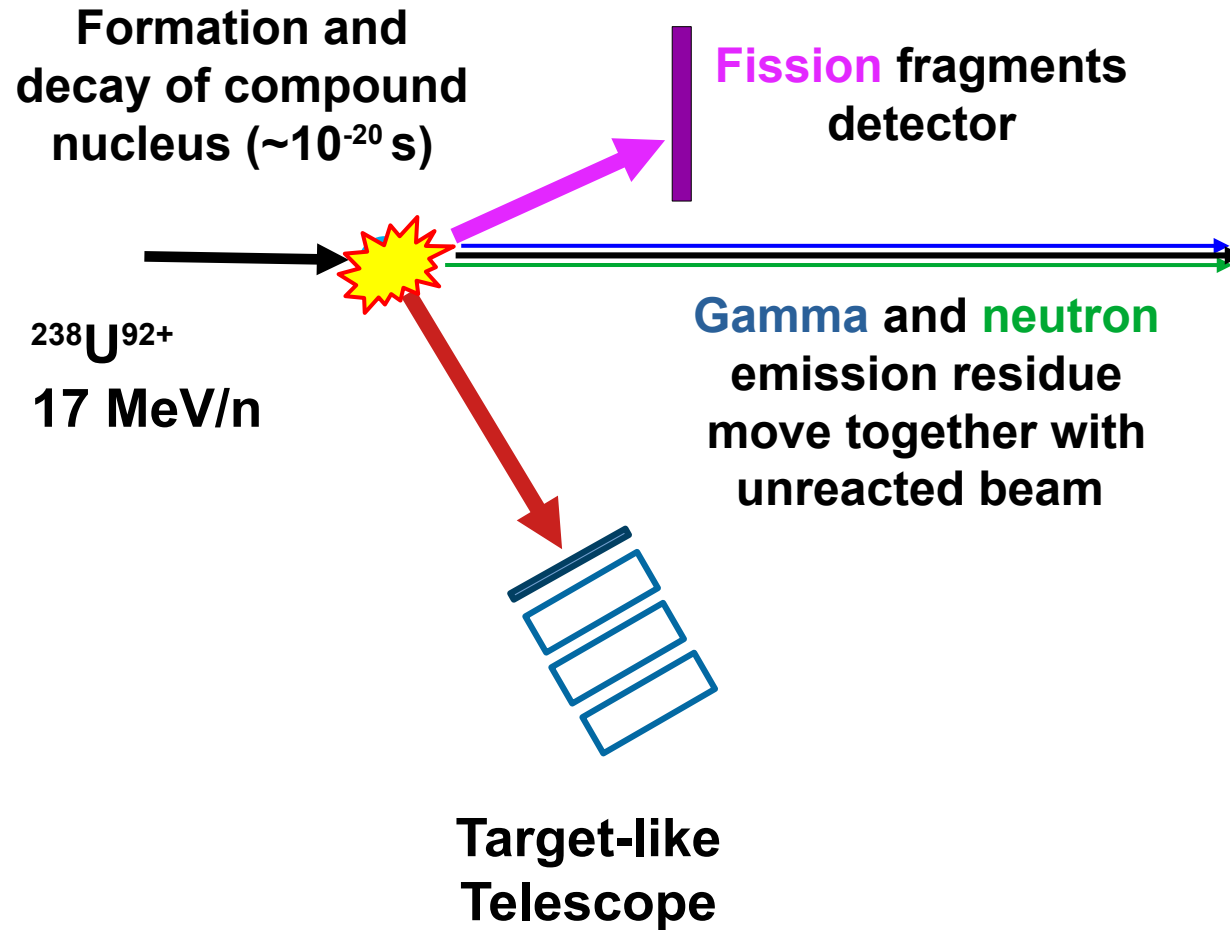 Formation and
decay of compound
nucleus (~10⁻²⁰ s)
Fission fragments
detector
²³⁸U⁹²⁺
17 MeV/n
Gamma and neutron
emission residue
move together with
unreacted beam
Target-like
Telescope